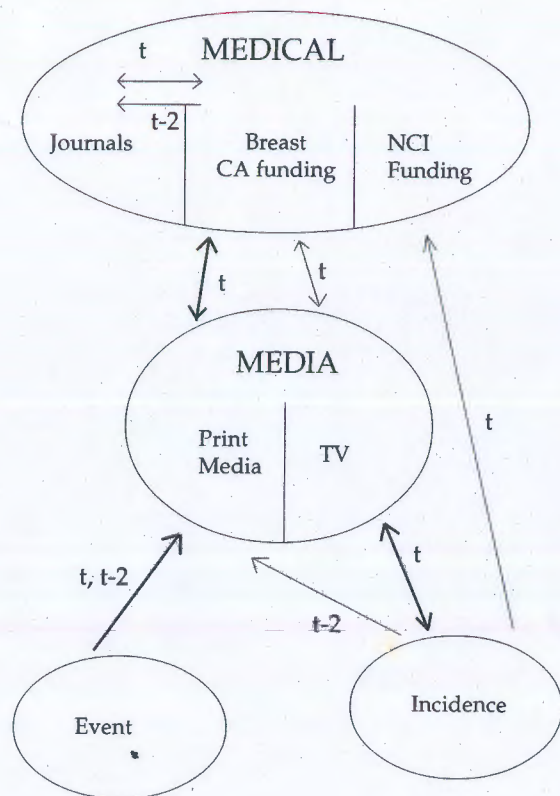 t
MEDICAL
t-2
Journals
Breast
CA funding
NCI
Funding
t
t
MEDIA
Print
Media
TV
t
t, t-2
t
t-2
Event
Incidence